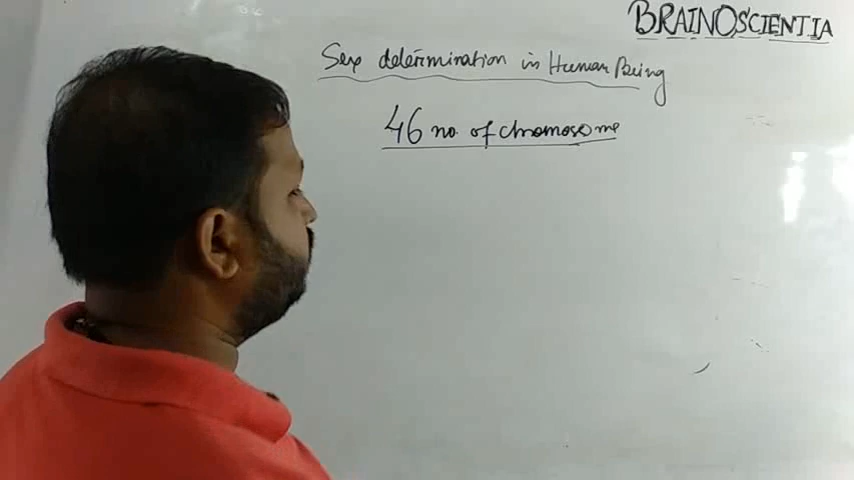 BRAINOSCIENTIA
Sex determination in Human Being
46 no. of chromosome